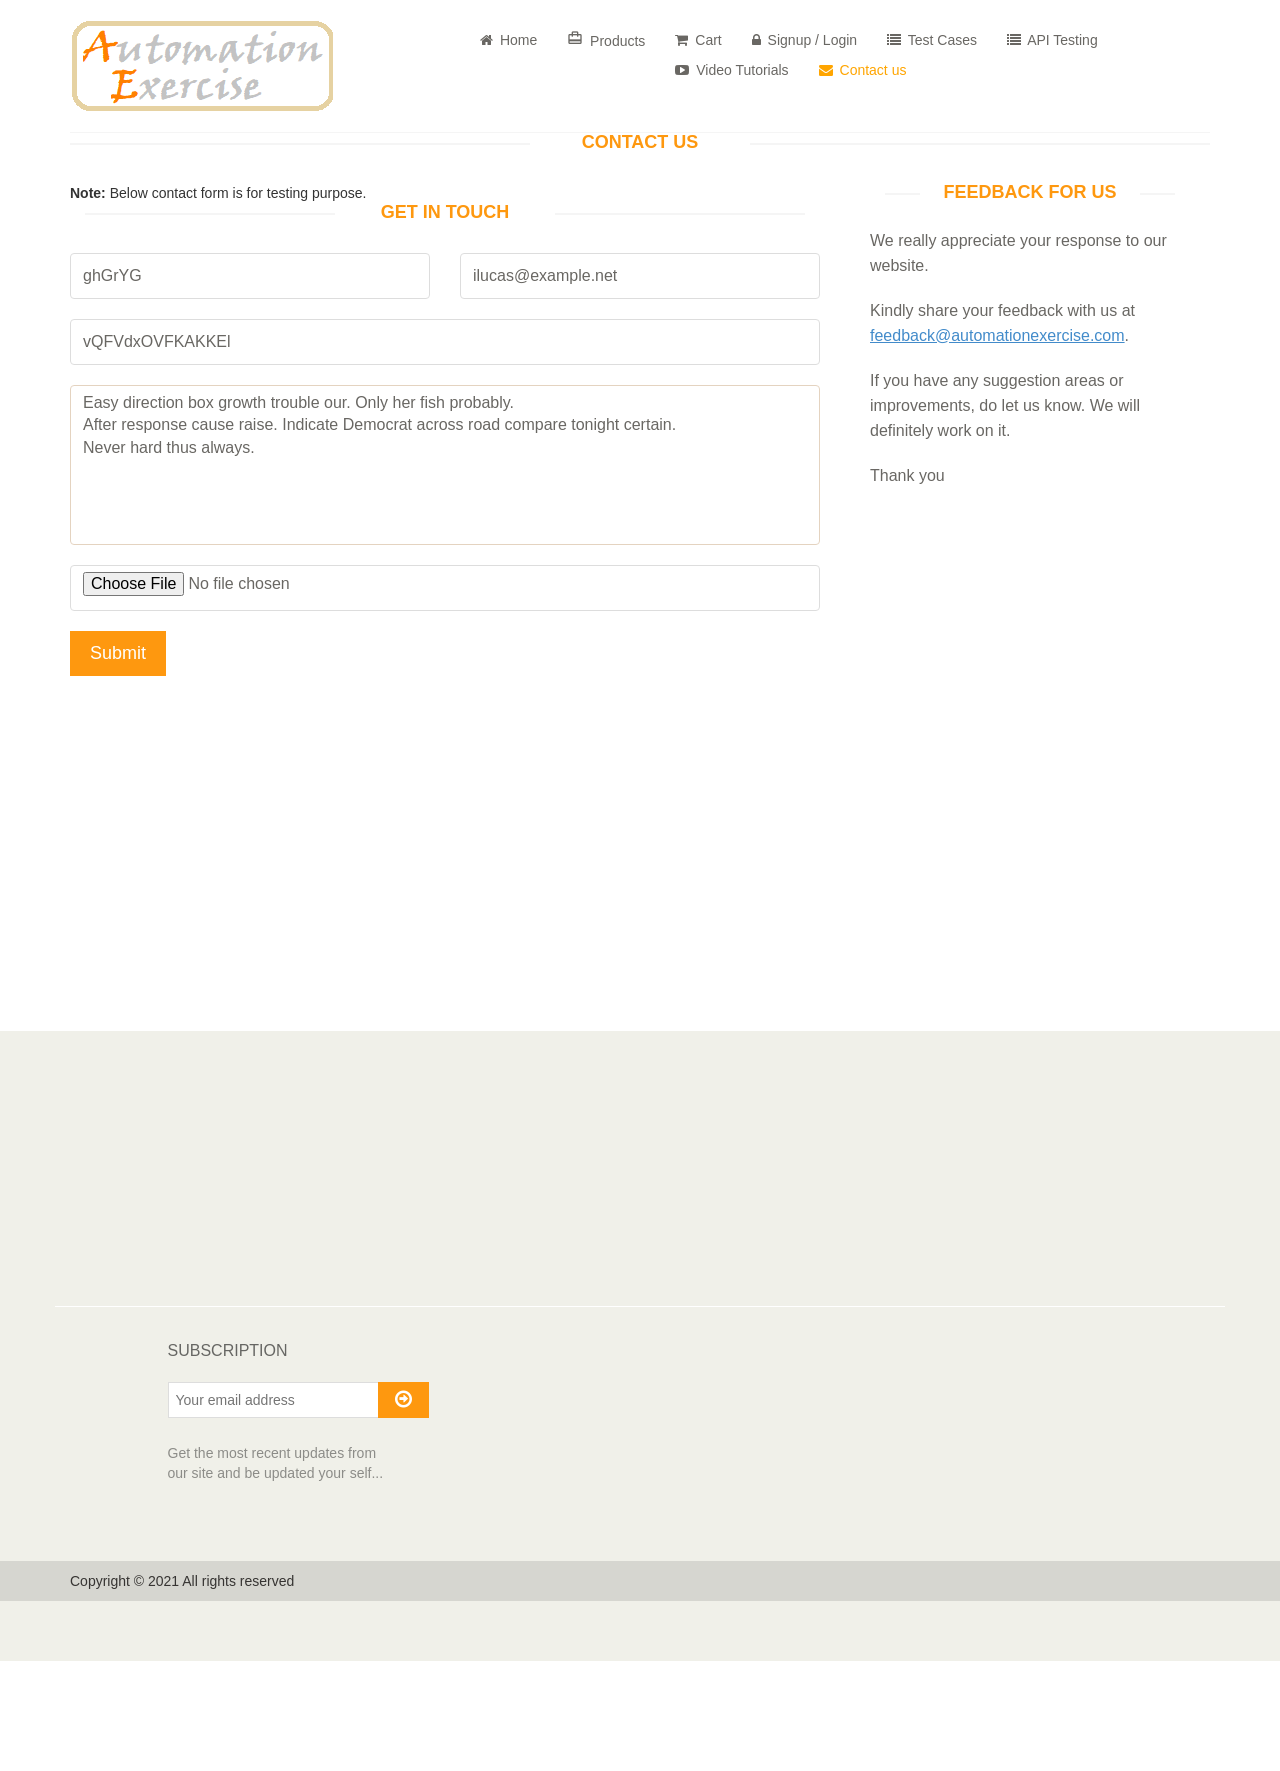 Automation
Exercise
Home
Products
Cart
Signup / Login
Test Cases
API Testing
Video Tutorials
Contact us
CONTACT US
Note: Below contact form is for testing purpose.
GET IN TOUCH
ghGrYG
ilucas@example.net
vQFVdxOVFKAKKEl
Easy direction box growth trouble our. Only her fish probably.
After response cause raise. Indicate Democrat across road compare tonight certain.
Never hard thus always.
Choose File No file chosen
Submit
FEEDBACK FOR US
We really appreciate your response to our
website.
Kindly share your feedback with us at
feedback@automationexercise.com.
If you have any suggestion areas or
improvements, do let us know. We will
definitely work on it.
Thank you
SUBSCRIPTION
Your email address
Get the most recent updates from
our site and be updated your self...
Copyright © 2021 All rights reserved